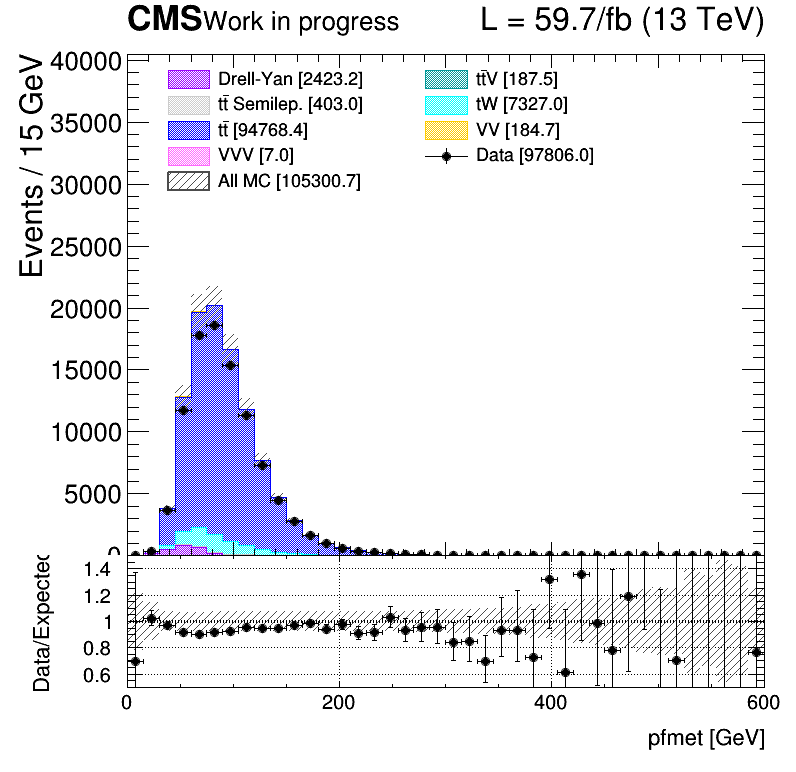 CMS Work in progress L = 59.7/fb (13 TeV)
Events / 15 GeV
40000
35000
30000
25000
20000
15000
10000
5000
0
Drell-Yan [2423.2]
tt̄ Semilep. [403.0]
tt̄ [94768.4]
VVV [7.0]
All MC [105300.7]
tt̄V [187.5]
tW [7327.0]
VV [184.7]
Data [97806.0]
Data/Expected
1.4
1.2
1
0.8
0.6
0 200 400 600
pfmet [GeV]